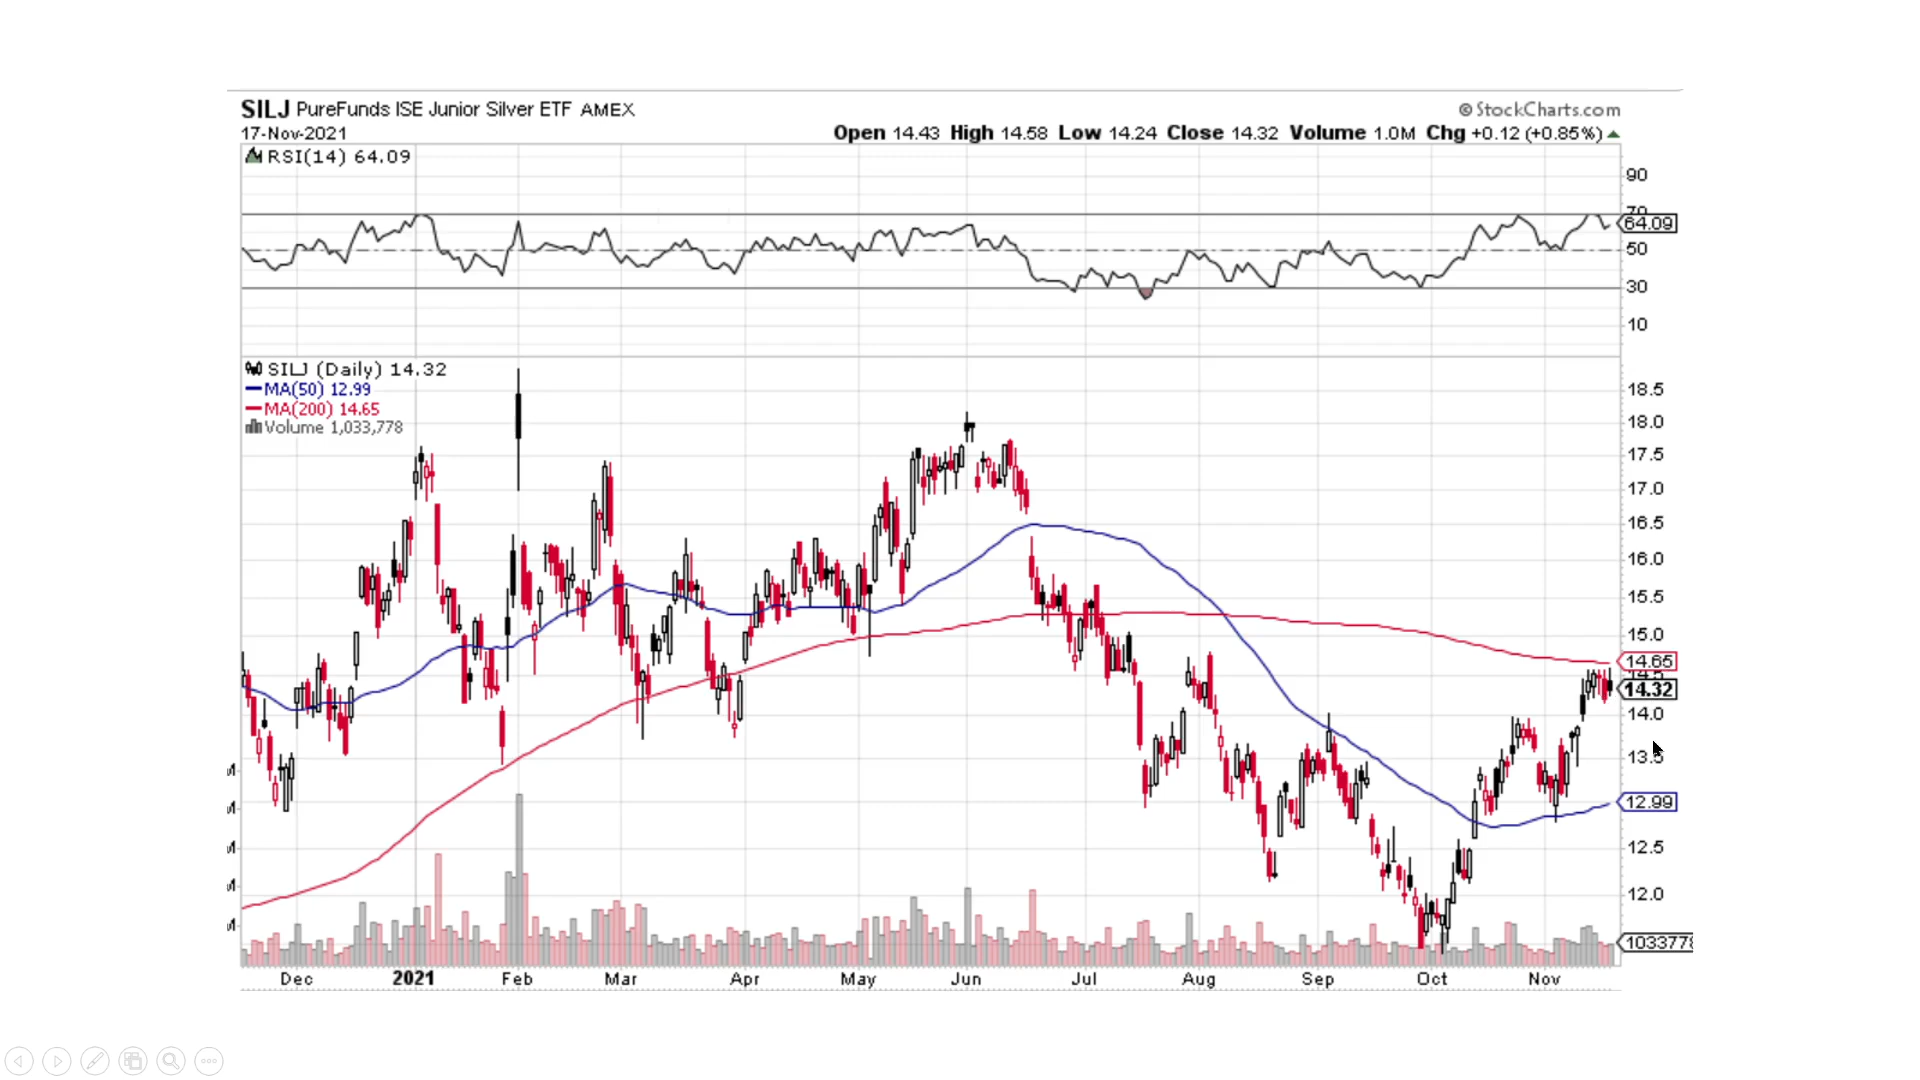 SILJ PureFunds ISE Junior Silver ETF AMEX
© StockCharts.com
17-Nov-2021
Open 14.43 High 14.58 Low 14.24 Close 14.32 Volume 1.0M Chg +0.12 (+0.85%)
RSI(14) 64.09
90
70
64.09
50
30
10
SILJ (Daily) 14.32
MA(50) 12.99
MA(200) 14.65
Volume 1,033,778
18.5
18.0
17.5
17.0
16.5
16.0
15.5
15.0
14.65
14.32
14.0
13.5
12.99
12.5
12.0
1033778
Dec 2021 Feb Mar Apr May Jun Jul Aug Sep Oct Nov